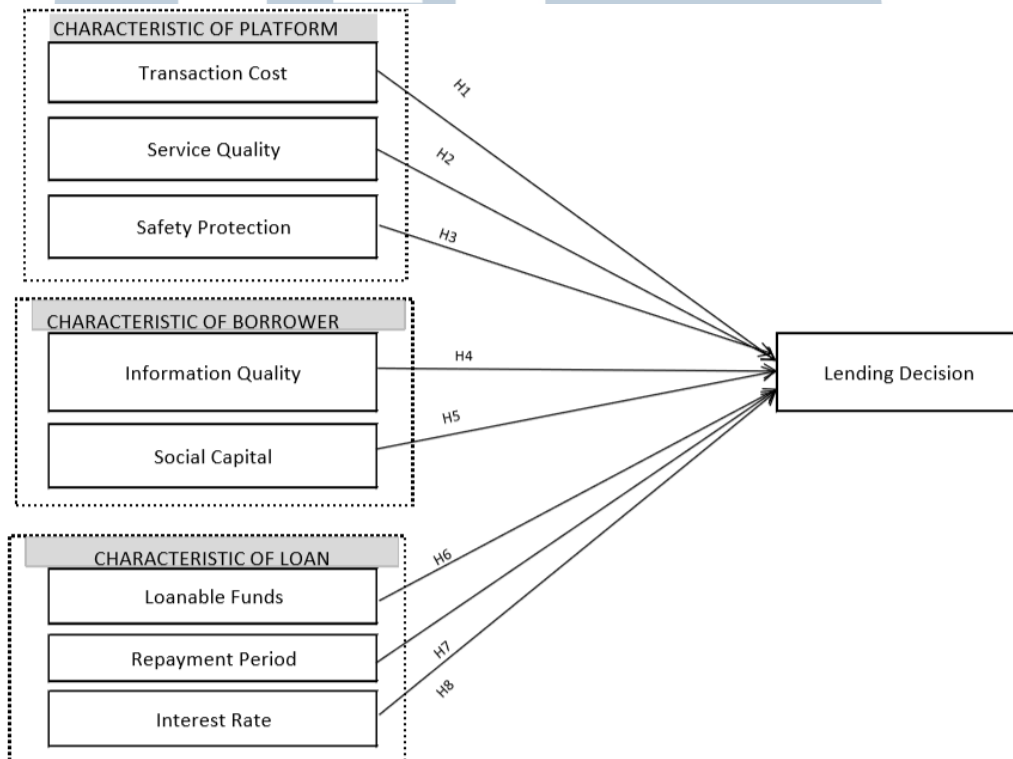 CHARACTERISTIC OF PLATFORM
Transaction Cost
Service Quality
Safety Protection
H1
H2
H3
CHARACTERISTIC OF BORROWER
Information Quality
Social Capital
H4
H5
Lending Decision
CHARACTERISTIC OF LOAN
Loanable Funds
Repayment Period
Interest Rate
H6
H7
H8